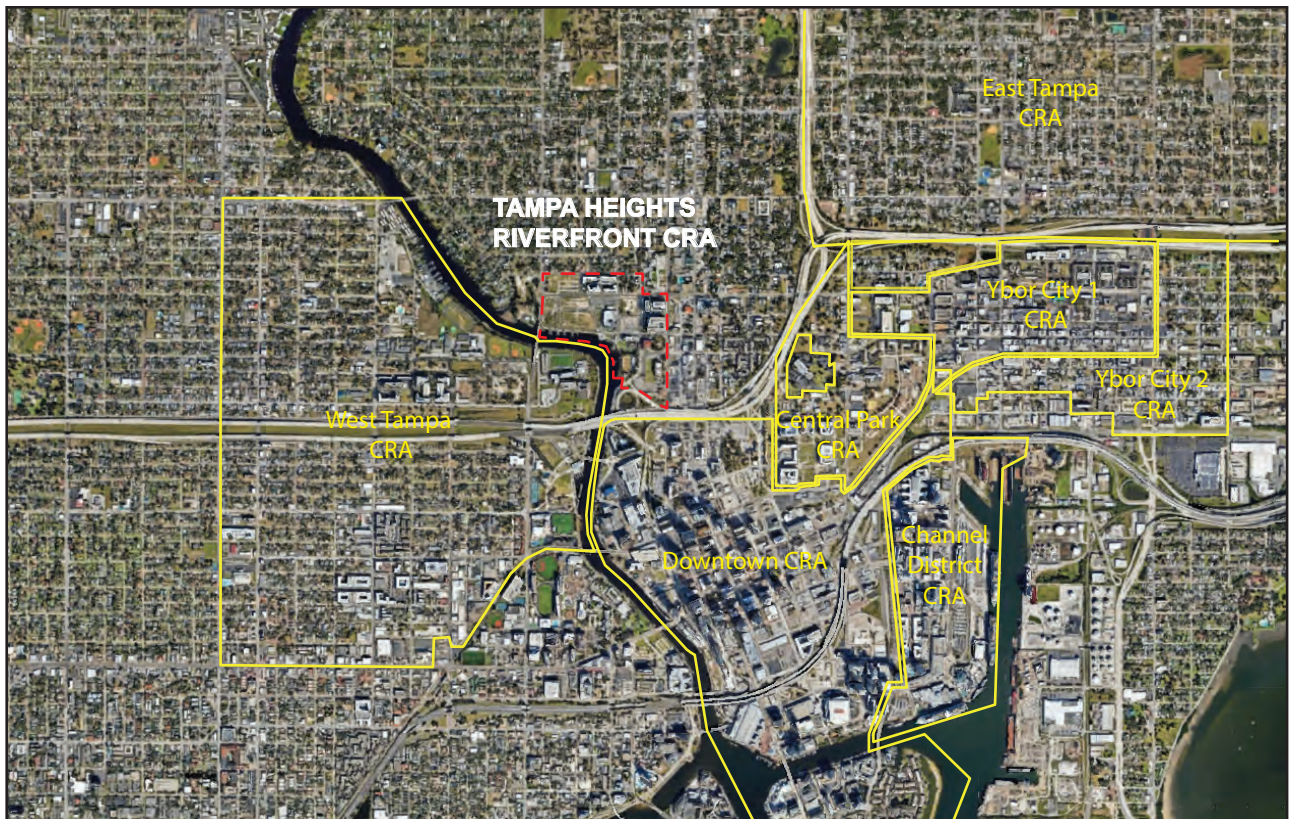 East Tampa
CRA
TAMPA HEIGHTS
RIVERFRONT CRA
Ybor City 1
CRA
Ybor City 2
CRA
West Tampa
CRA
Central Park
CRA
Downtown CRA
Channel
District
CRA